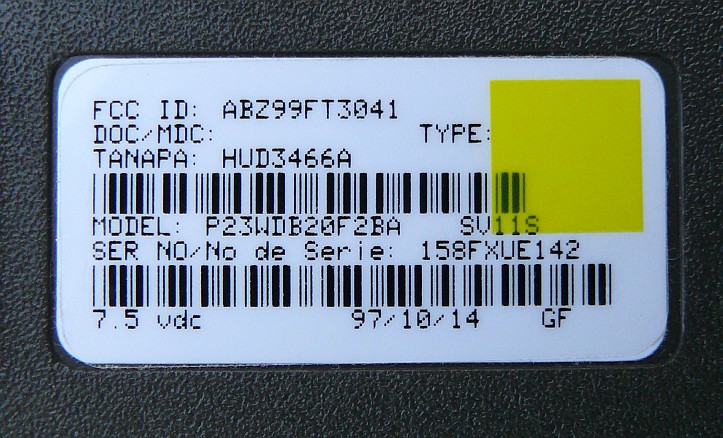 FCC ID: ABZ99FT3041
DOC/MDC: TYPE:
TANAPA: HUD3466A
MODEL: P23WDB20F2BA SV11S
SER NO/No de Serie: 158FXUE142
7.5 vdc 97/10/14 GF